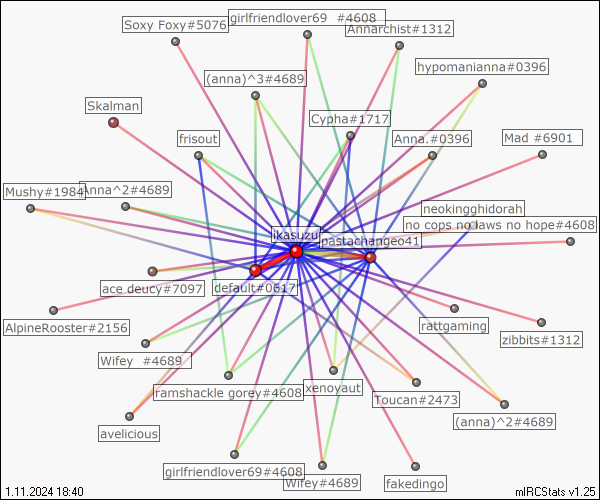 girlfriendlover69 #4608
Soxy Foxy#5076
Annarchist#1312
hypomanianna#0396
(anna)^3#4689
Skalman
Cypha#1717
frisout
Anna.#0396
Mad #6901
Mushy#1984
Anna^2#4689
neokingghidorah
no cops no laws no hope#4608
ikasuzu
pastachangeo41
ace deucy#7097
default#0617
AlpineRooster#2156
rattgaming
zibbits#1312
Wifey #4689
ramshackle gorey#4608
xenoyaut
Toucan#2473
(anna)^2#4689
avelicious
girlfriendlover69#4608
Wifey#4689
fakedingo
1.11.2024 18:40
mIRCStats v1.25